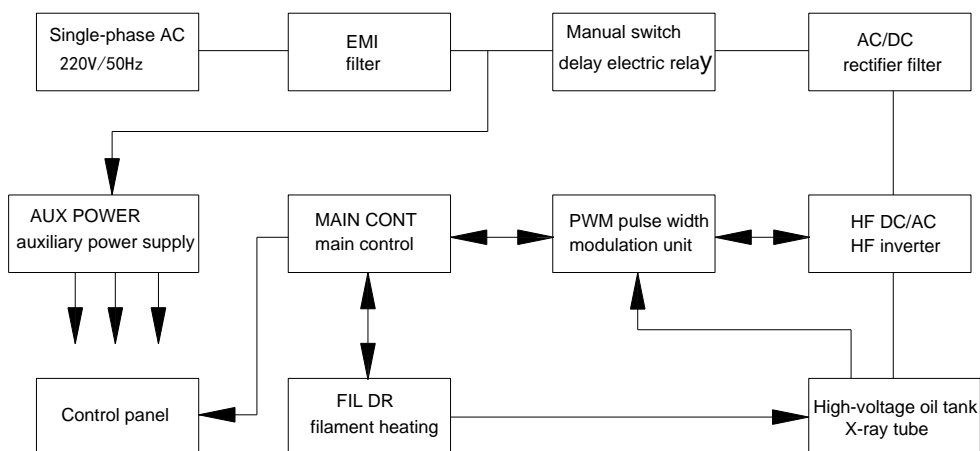 Single-phase AC
220V/50Hz
EMI
filter
Manual switch
delay electric relay
AC/DC
rectifier filter
AUX POWER
auxiliary power supply
MAIN CONT
main control
PWM pulse width
modulation unit
HF DC/AC
HF inverter
Control panel
FIL DR
filament heating
High-voltage oil tank
X-ray tube